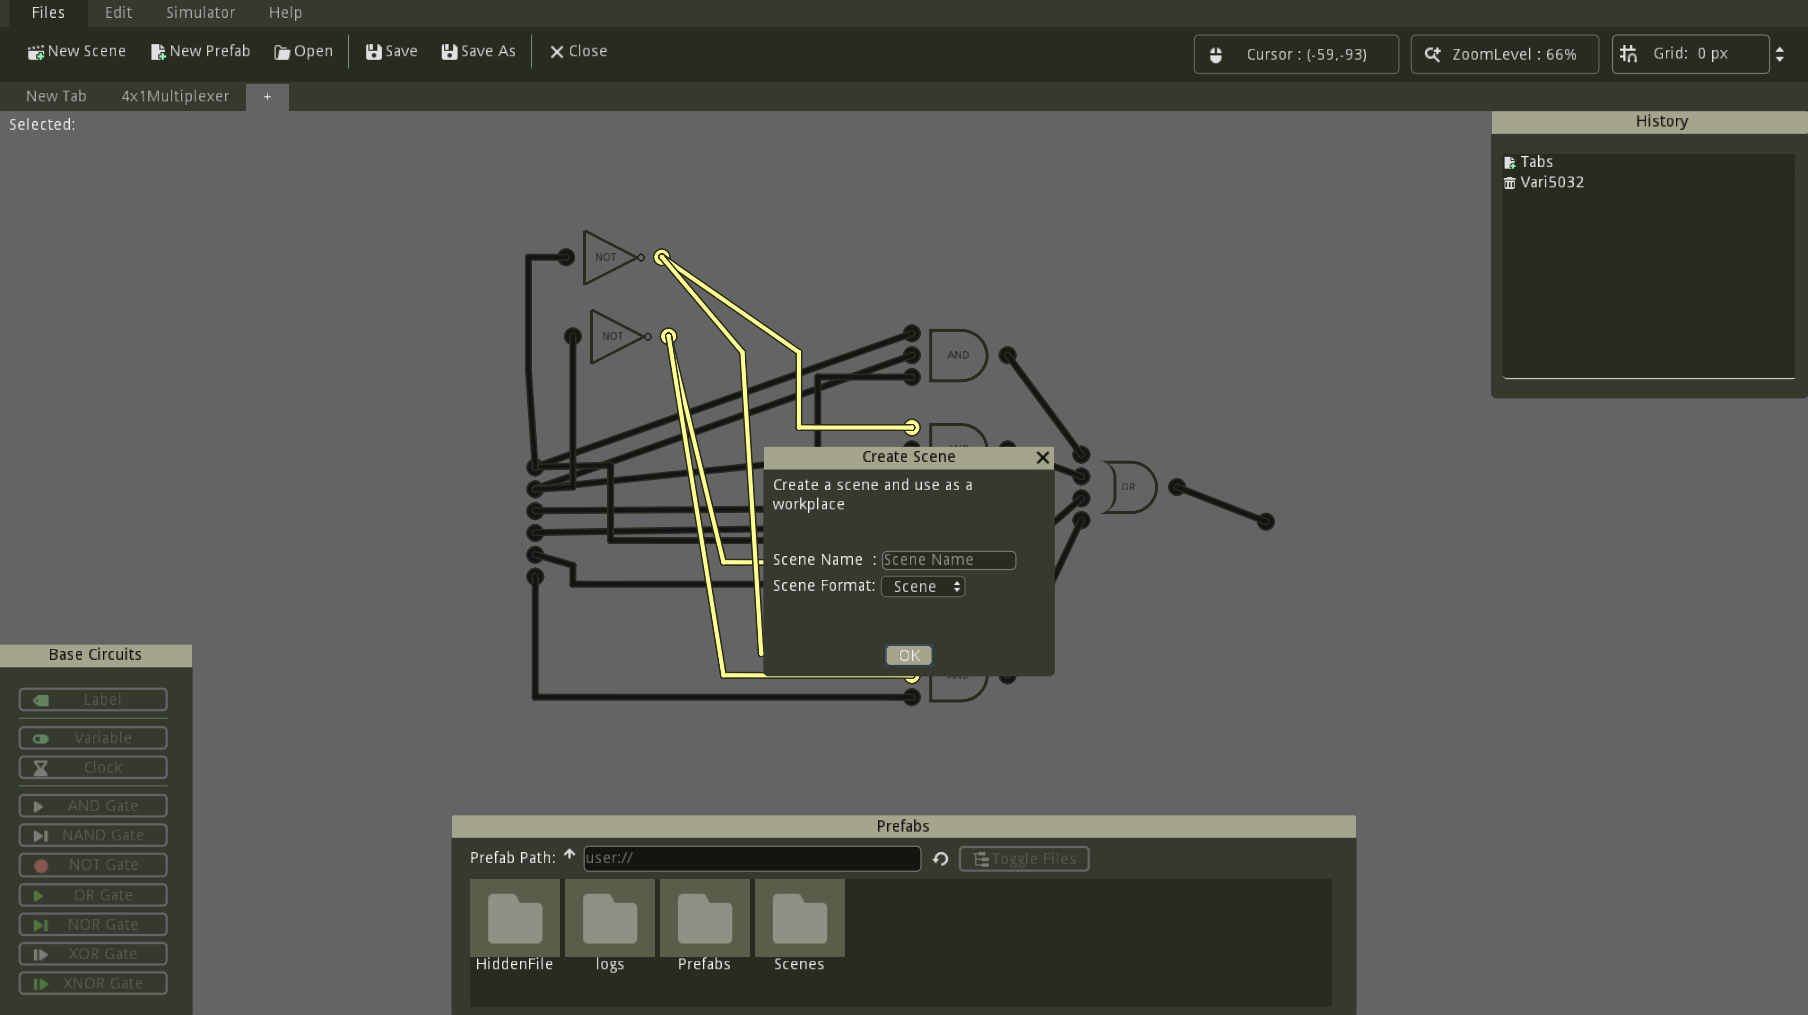 Files Edit Simulator Help
New Scene New Prefab Open Save Save As Close Cursor : (-59,-93) ZoomLevel : 66% Grid: 0 px
New Tab 4x1Multiplexer +
Selected:
History
Tabs
Vari5032
NOT
NOT
AND
OR
Create Scene
Create a scene and use as a
workplace
Scene Name : Scene Name
Scene Format: Scene
OK
Base Circuits
Label
Variable
Clock
AND Gate
NAND Gate
NOT Gate
OR Gate
NOR Gate
XOR Gate
XNOR Gate
Prefabs
Prefab Path: user:// Toggle Files
HiddenFile logs Prefabs Scenes